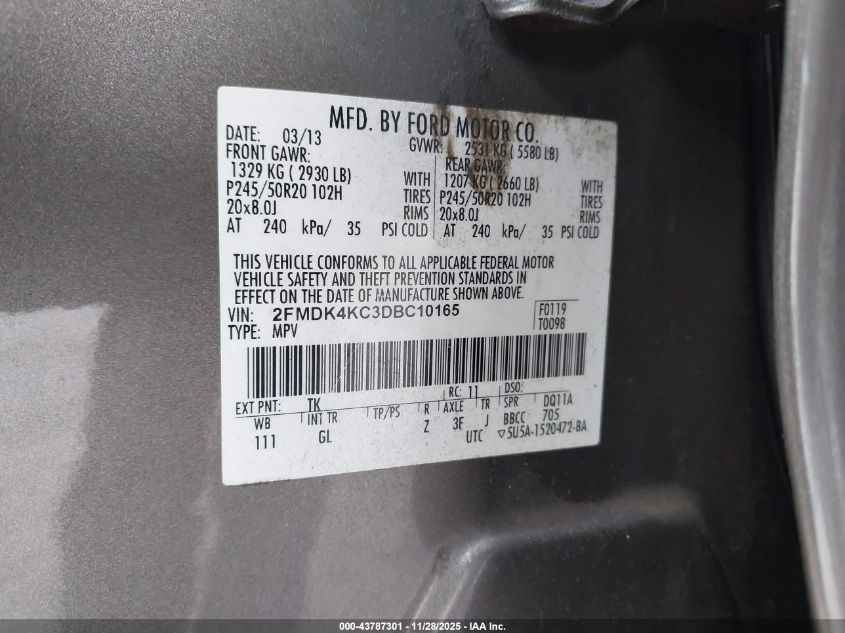 MFD. BY FORD MOTOR CO.
DATE: 03/13 GVWR: 2531 KG ( 5580 LB)
FRONT GAWR: REAR GAWR:
1329 KG ( 2930 LB) WITH 1207 KG ( 2660 LB) WITH
P245/50R20 102H TIRES P245/50R20 102H TIRES
20x8.0J RIMS 20x8.0J RIMS
AT 240 kPa/ 35 PSI COLD AT 240 kPa/ 35 PSI COLD
THIS VEHICLE CONFORMS TO ALL APPLICABLE FEDERAL MOTOR
VEHICLE SAFETY AND THEFT PREVENTION STANDARDS IN
EFFECT ON THE DATE OF MANUFACTURE SHOWN ABOVE.
VIN: 2FMDK4KC3DBC10165 F0119
TYPE: MPV T0098
EXT PNT: TK RC: 11 DSO:
WB INT TR TP/PS R AXLE TR SPR DQ11A
111 GL Z 3F J BBCC 705
UTC ▽5U5A-1520472-BA
000-43787301 - 11/28/2025 - IAA Inc.